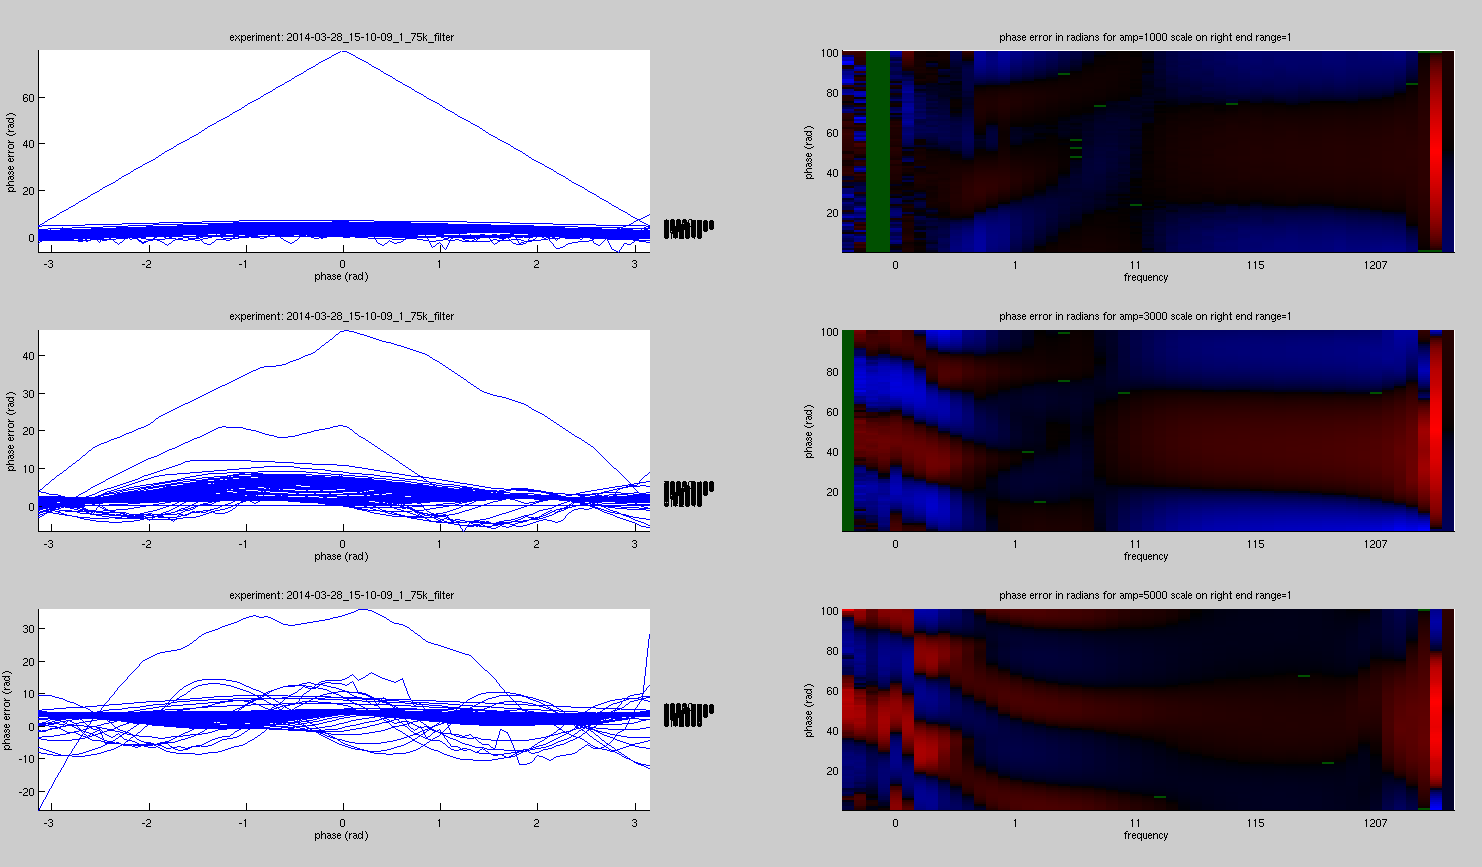 experiment: 2014-03-28_15-10-09_1_75k_filter
phase error (rad)
60
40
20
0
-3 -2 -1 0 1 2 3
phase (rad)
phase error in radians for amp=1000 scale on right end range=1
phase (rad)
100
80
60
40
20
0 1 11 115 1207
frequency
experiment: 2014-03-28_15-10-09_1_75k_filter
phase error (rad)
40
30
20
10
0
-3 -2 -1 0 1 2 3
phase (rad)
phase error in radians for amp=3000 scale on right end range=1
phase (rad)
100
80
60
40
20
0 1 11 115 1207
frequency
experiment: 2014-03-28_15-10-09_1_75k_filter
phase error (rad)
30
20
10
0
-10
-20
-3 -2 -1 0 1 2 3
phase (rad)
phase error in radians for amp=5000 scale on right end range=1
phase (rad)
100
80
60
40
20
0 1 11 115 1207
frequency